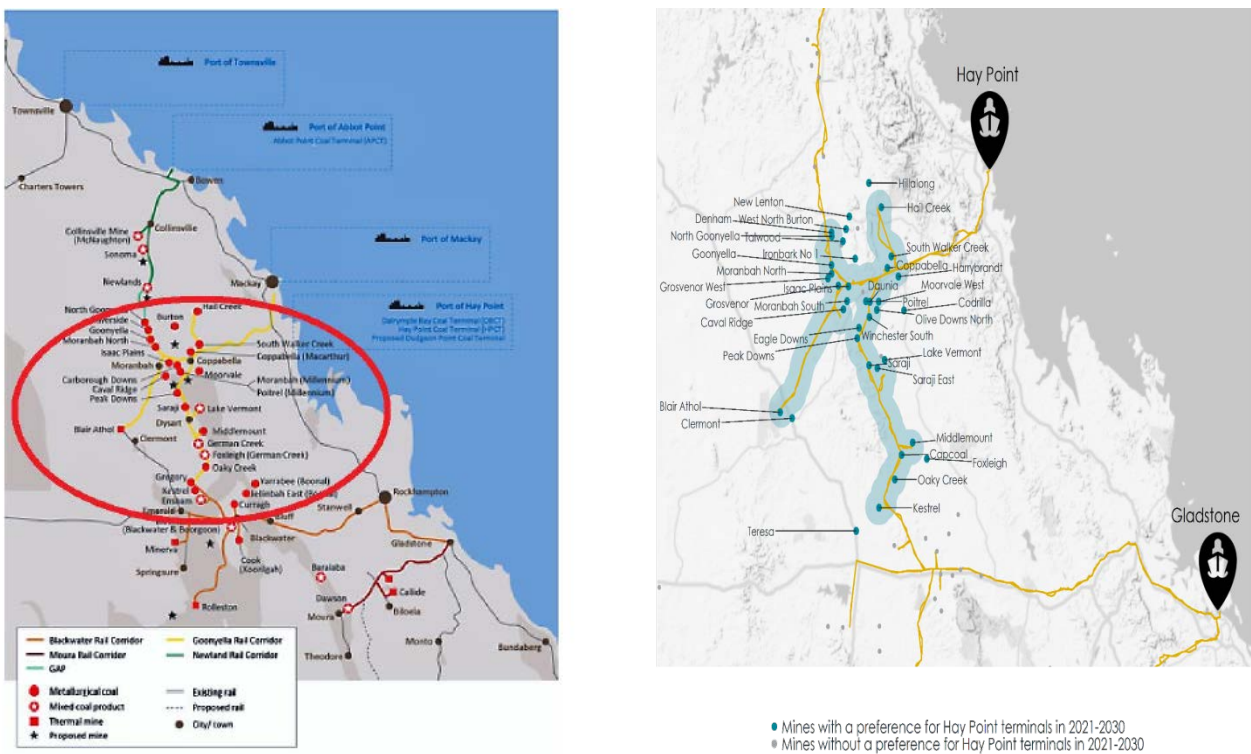 Port of Townsville
Townsville
Port of Abbot Point
Abbot Point Coal Terminal (APCT)
Charters Towers
Bowen
Collinsville
Collinsville Mine
(McNaughton)
Sonoma
Port of Mackay
Newlands
Mackay
Port of Hay Point
Dalrymple Bay Coal Terminal (DBCT)
Hay Point Coal Terminal (HPCT)
Proposed Dudgeon Point Coal Terminal
North
Burton
Hail Creek
Riverside
Goonyella
Moranbah North
South Walker Creek
Isaac Plains
Coppabella
Coppabella (Macarthur)
Moranbah
Moorvale
Carborough Downs
Moranbah (Millennium)
Caval Ridge
Poitrel (Millennium)
Peak Downs
Saraji
Lake Vermont
Dysart
Blair Athol
Middlemount
Clermont
German Creek
Foxleigh (German Creek)
Oaky Creek
Gregory
Yarrabee (Boonal)
Kestrel
Jellinbah East (Boonal)
Ensham
Curragh
Rockhampton
Emerald
Bluff
Stanwell
(Blackwater & Boorgoon)
Blackwater
Gladstone
Minerva
Cook
(Koorilgah)
Springsure
Baralaba
Dawson
Callide
Rolleston
Moura
Biloela
Monto
Theodore
Bundaberg
Blackwater Rail Corridor
Goonyella Rail Corridor
Moura Rail Corridor
Newland Rail Corridor
GAP
Metallurgical coal
Existing rail
Mixed coal product
Proposed rail
Thermal mine
City/ town
Proposed mine
Hay Point
Hillalong
New Lenton
Hail Creek
West North Burton
Denham
North Goonyella
Talwood
South Walker Creek
Goonyella
Ironbark No 1
Coppabella
Harrybrandt
Moranbah North
Grosvenor West
Isaac Plains
Daunia
Moorvale West
Grosvenor
Moranbah South
Poitrel
Codrilla
Caval Ridge
Olive Downs North
Eagle Downs
Winchester South
Peak Downs
Lake Vermont
Saraji
Saraji East
Blair Athol
Clermont
Middlemount
Capcoal
Foxleigh
Oaky Creek
Kestrel
Gladstone
Teresa
Mines with a preference for Hay Point terminals in 2021-2030
Mines without a preference for Hay Point terminals in 2021-2030